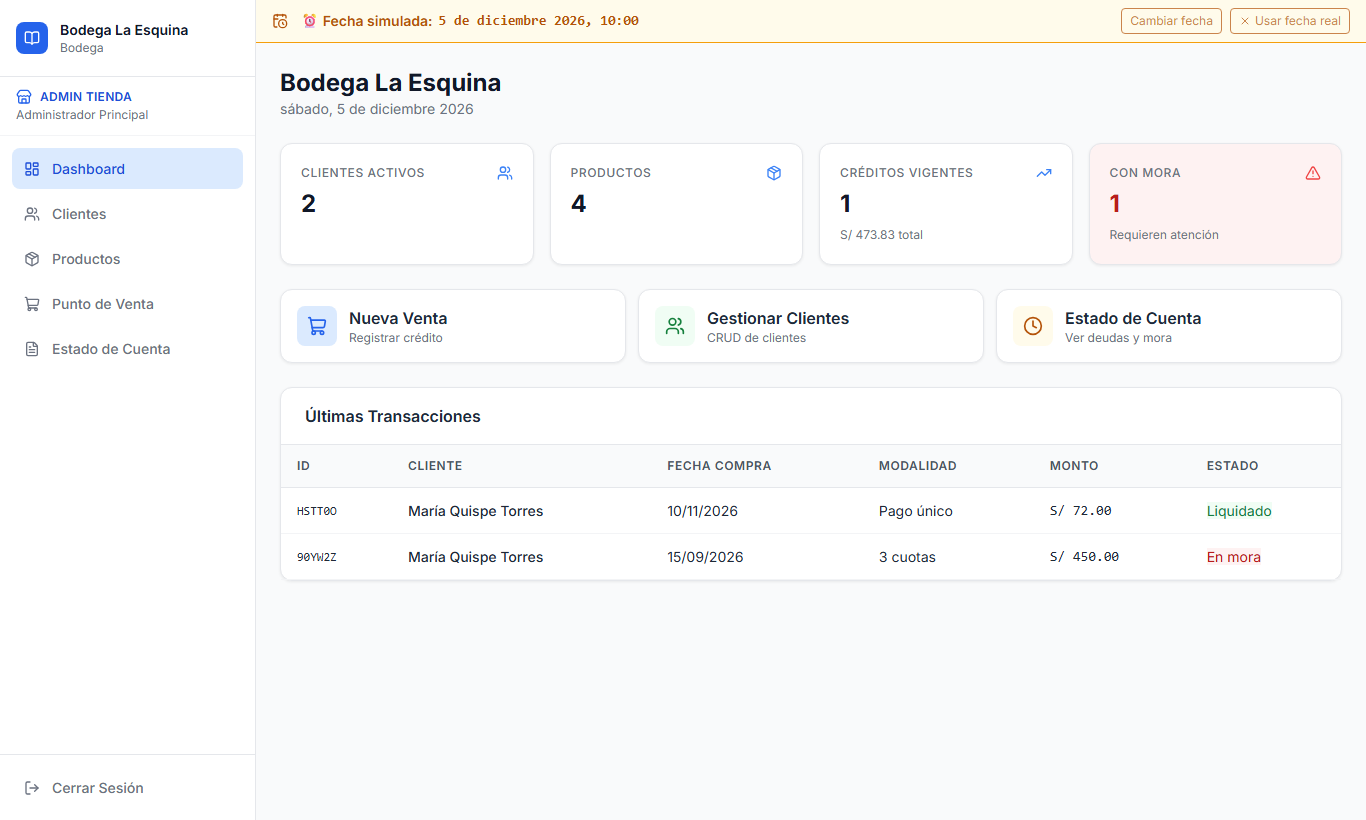 Bodega La Esquina
Bodega
ADMIN TIENDA
Administrador Principal
Dashboard
Clientes
Productos
Punto de Venta
Estado de Cuenta
Cerrar Sesión
⏰ Fecha simulada: 5 de diciembre 2026, 10:00
Cambiar fecha
× Usar fecha real
Bodega La Esquina
sábado, 5 de diciembre 2026
CLIENTES ACTIVOS
2
PRODUCTOS
4
CRÉDITOS VIGENTES
1
S/ 473.83 total
CON MORA
1
Requieren atención
Nueva Venta
Registrar crédito
Gestionar Clientes
CRUD de clientes
Estado de Cuenta
Ver deudas y mora
Últimas Transacciones
ID CLIENTE FECHA COMPRA MODALIDAD MONTO ESTADO
HSTT0O María Quispe Torres 10/11/2026 Pago único S/ 72.00 Liquidado
90YW2Z María Quispe Torres 15/09/2026 3 cuotas S/ 450.00 En mora